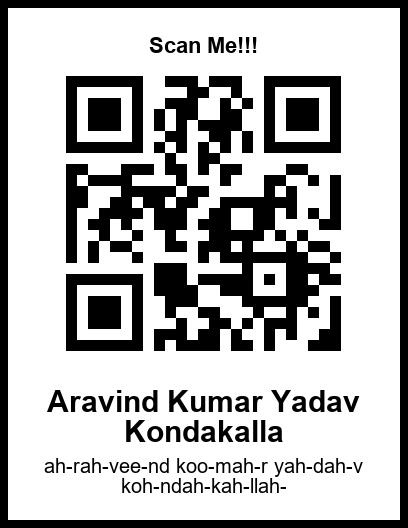 Scan Me!!!
Aravind Kumar Yadav
Kondakalla
ah-rah-vee-nd koo-mah-r yah-dah-v
koh-ndah-kah-llah-